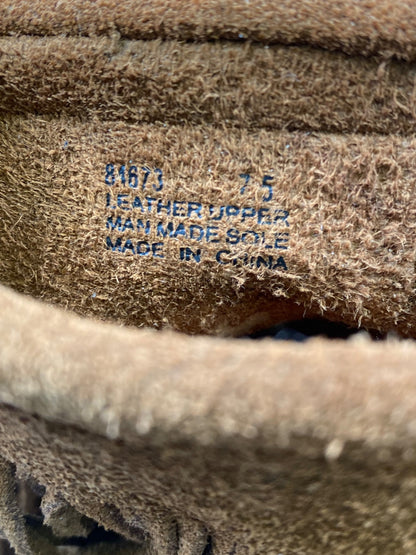 81673 7.5
LEATHER UPPER
MAN MADE SOLE
MADE IN CHINA